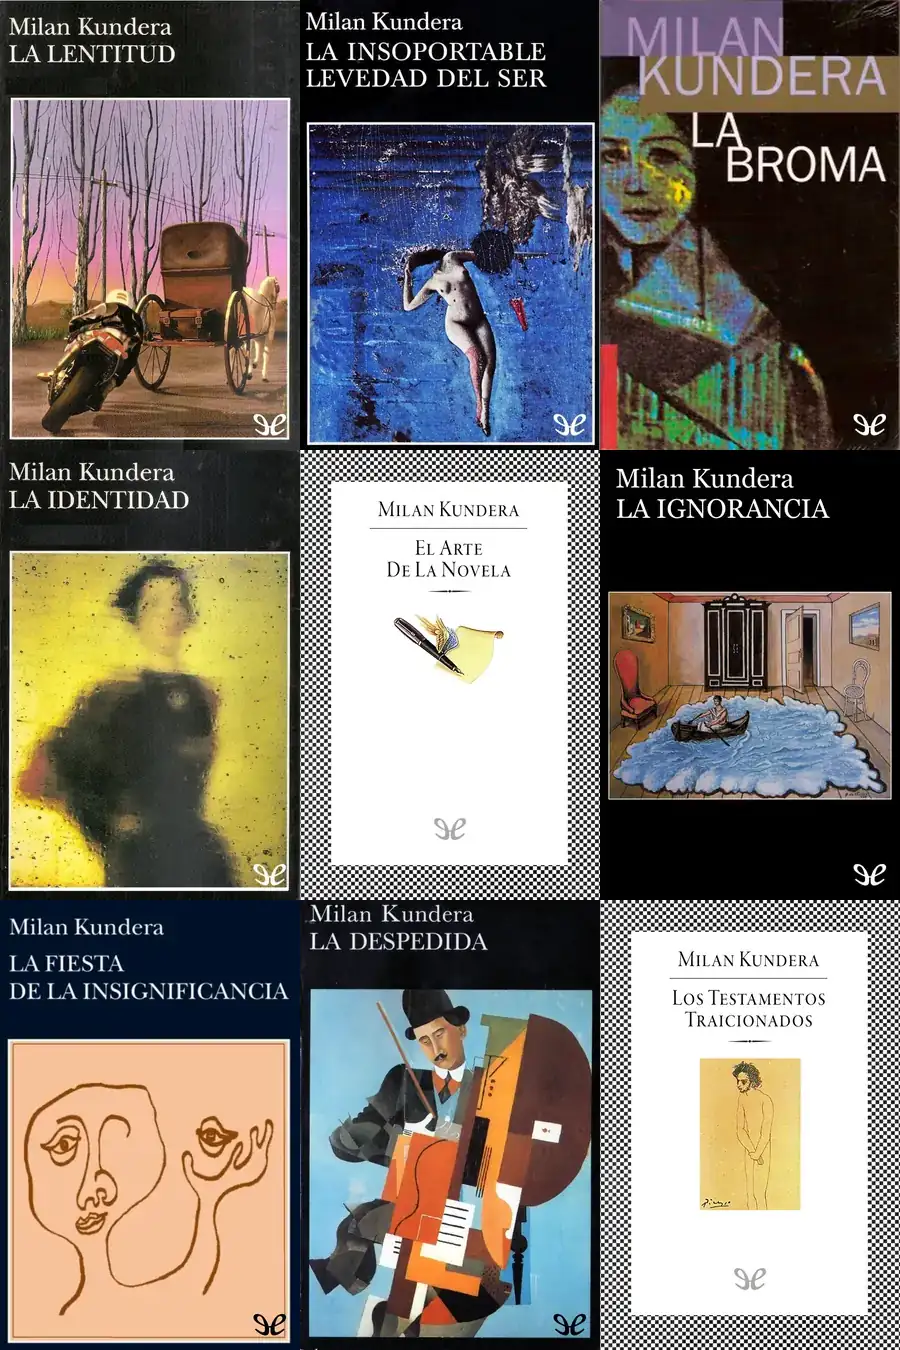 Milan Kundera
LA LENTITUD
Milan Kundera
LA INSOPORTABLE
LEVEDAD DEL SER
MILAN
KUNDERA
LA
BROMA
Milan Kundera
LA IDENTIDAD
MILAN KUNDERA
EL ARTE
DE LA NOVELA
Milan Kundera
LA IGNORANCIA
Milan Kundera
LA FIESTA
DE LA INSIGNIFICANCIA
Milan Kundera
LA DESPEDIDA
MILAN KUNDERA
LOS TESTAMENTOS
TRAICIONADOS
Picasso